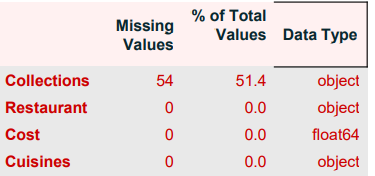 Missing Values % of Total Values Data Type
Collections 54 51.4 object
Restaurant 0 0.0 object
Cost 0 0.0 float64
Cuisines 0 0.0 object